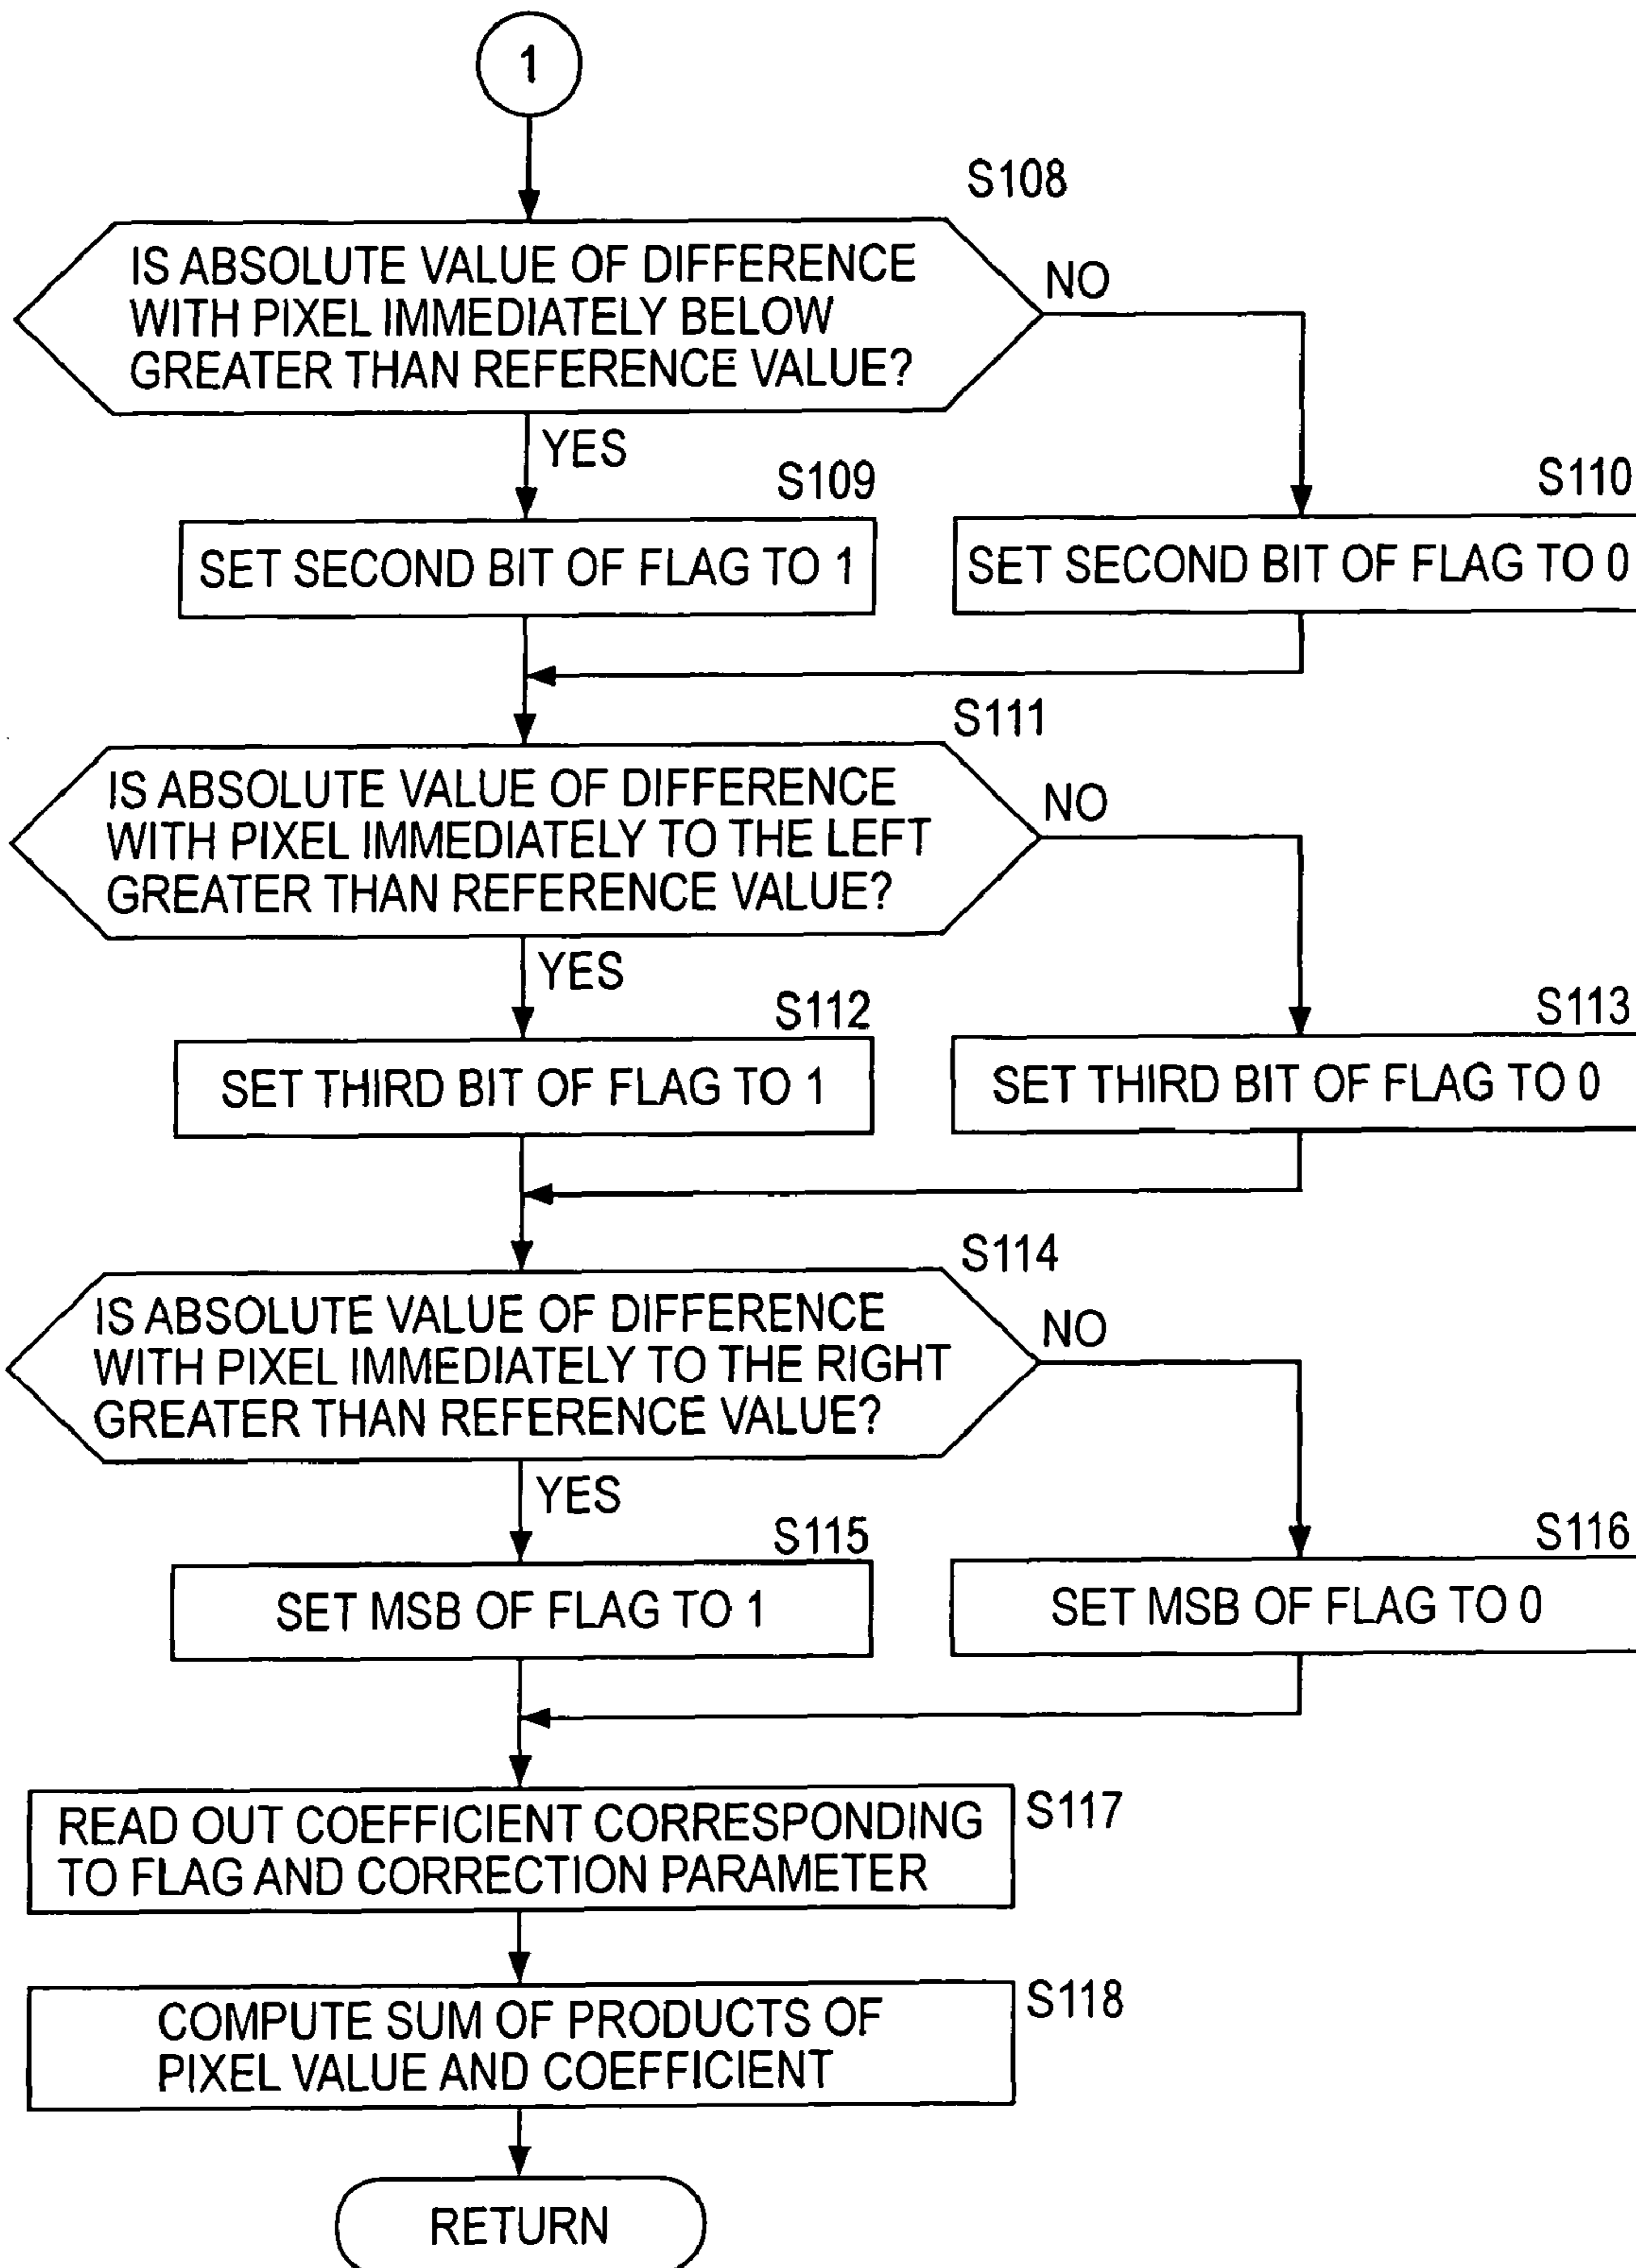 1
S108
IS ABSOLUTE VALUE OF DIFFERENCE
WITH PIXEL IMMEDIATELY BELOW
GREATER THAN REFERENCE VALUE?
NO
YES
S109
S110
SET SECOND BIT OF FLAG TO 1
SET SECOND BIT OF FLAG TO 0
S111
IS ABSOLUTE VALUE OF DIFFERENCE
WITH PIXEL IMMEDIATELY TO THE LEFT
GREATER THAN REFERENCE VALUE?
NO
YES
S112
S113
SET THIRD BIT OF FLAG TO 1
SET THIRD BIT OF FLAG TO 0
S114
IS ABSOLUTE VALUE OF DIFFERENCE
WITH PIXEL IMMEDIATELY TO THE RIGHT
GREATER THAN REFERENCE VALUE?
NO
YES
S115
S116
SET MSB OF FLAG TO 1
SET MSB OF FLAG TO 0
S117
READ OUT COEFFICIENT CORRESPONDING
TO FLAG AND CORRECTION PARAMETER
S118
COMPUTE SUM OF PRODUCTS OF
PIXEL VALUE AND COEFFICIENT
RETURN